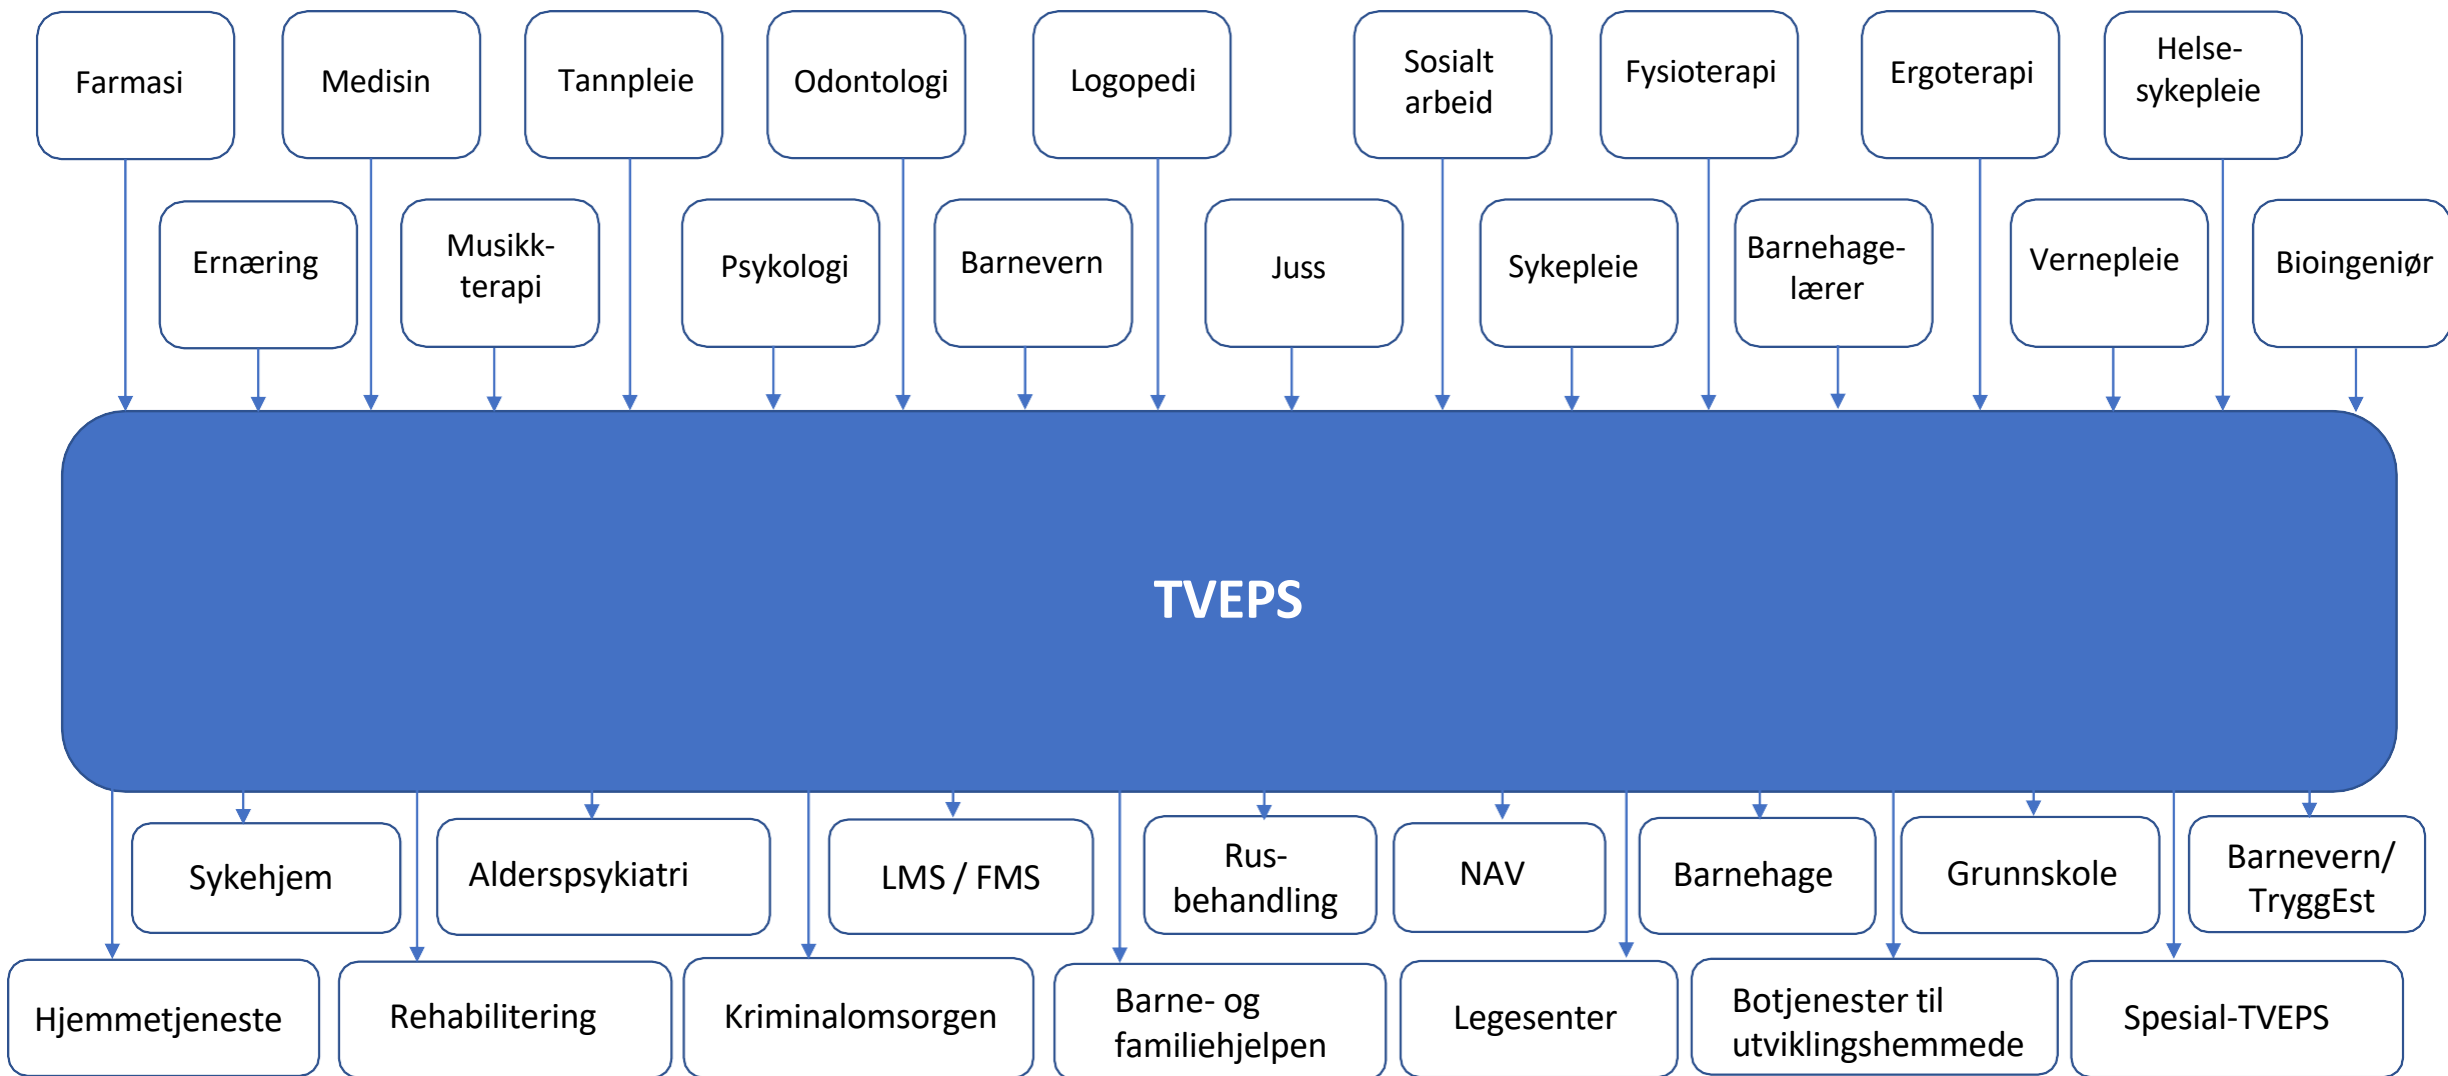 Farmasi
Medisin
Tannpleie
Odontologi
Logopedi
Sosialt
arbeid
Fysioterapi
Ergoterapi
Helse-
sykepleie
Ernæring
Musikk-
terapi
Psykologi
Barnevern
Juss
Sykepleie
Barnehage-
lærer
Vernepleie
Bioingeniør
TVEPS
Sykehjem
Alderspsykiatri
LMS / FMS
Rus-
behandling
NAV
Barnehage
Grunnskole
Barnevern/
TryggEst
Hjemmetjeneste
Rehabilitering
Kriminalomsorgen
Barne- og
familiehjelpen
Legesenter
Botjenester til
utviklingshemmede
Spesial-TVEPS